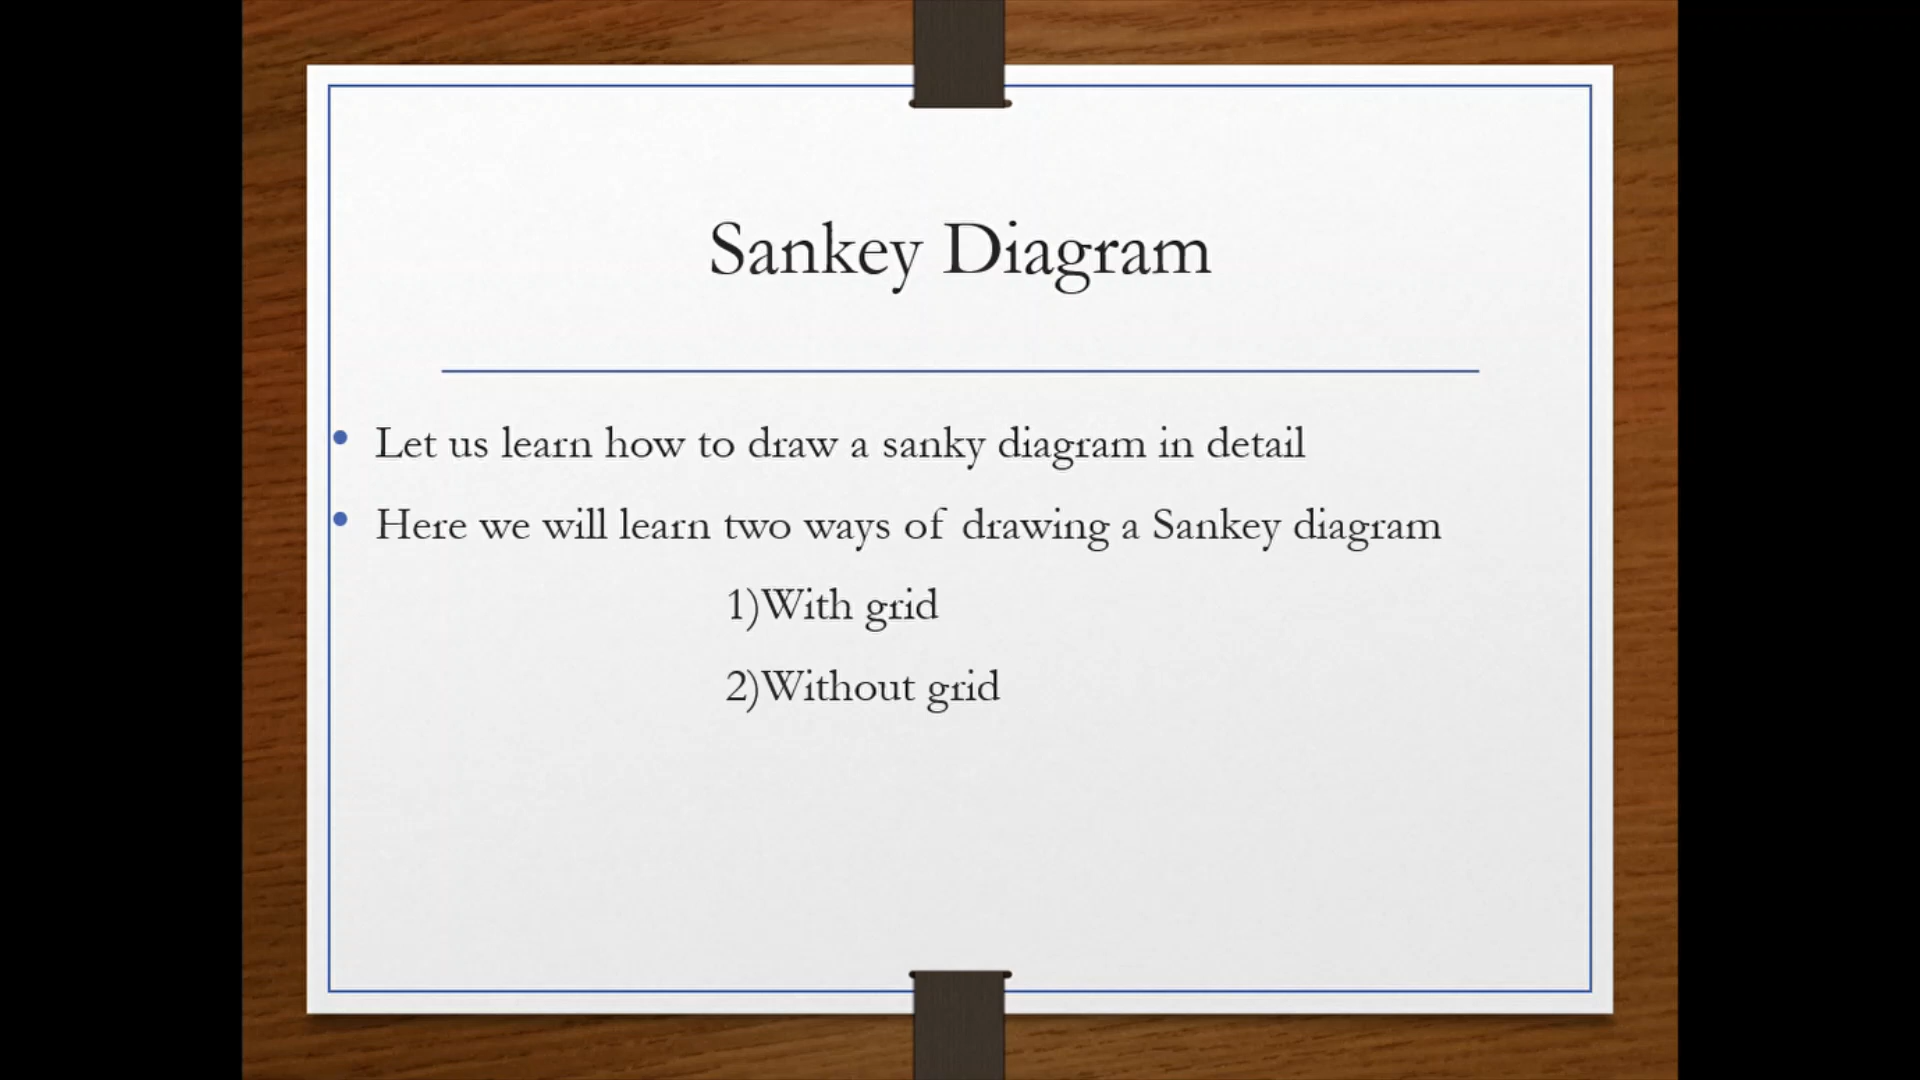 Sankey Diagram
• Let us learn how to draw a sanky diagram in detail
• Here we will learn two ways of drawing a Sankey diagram
1)With grid
2)Without grid